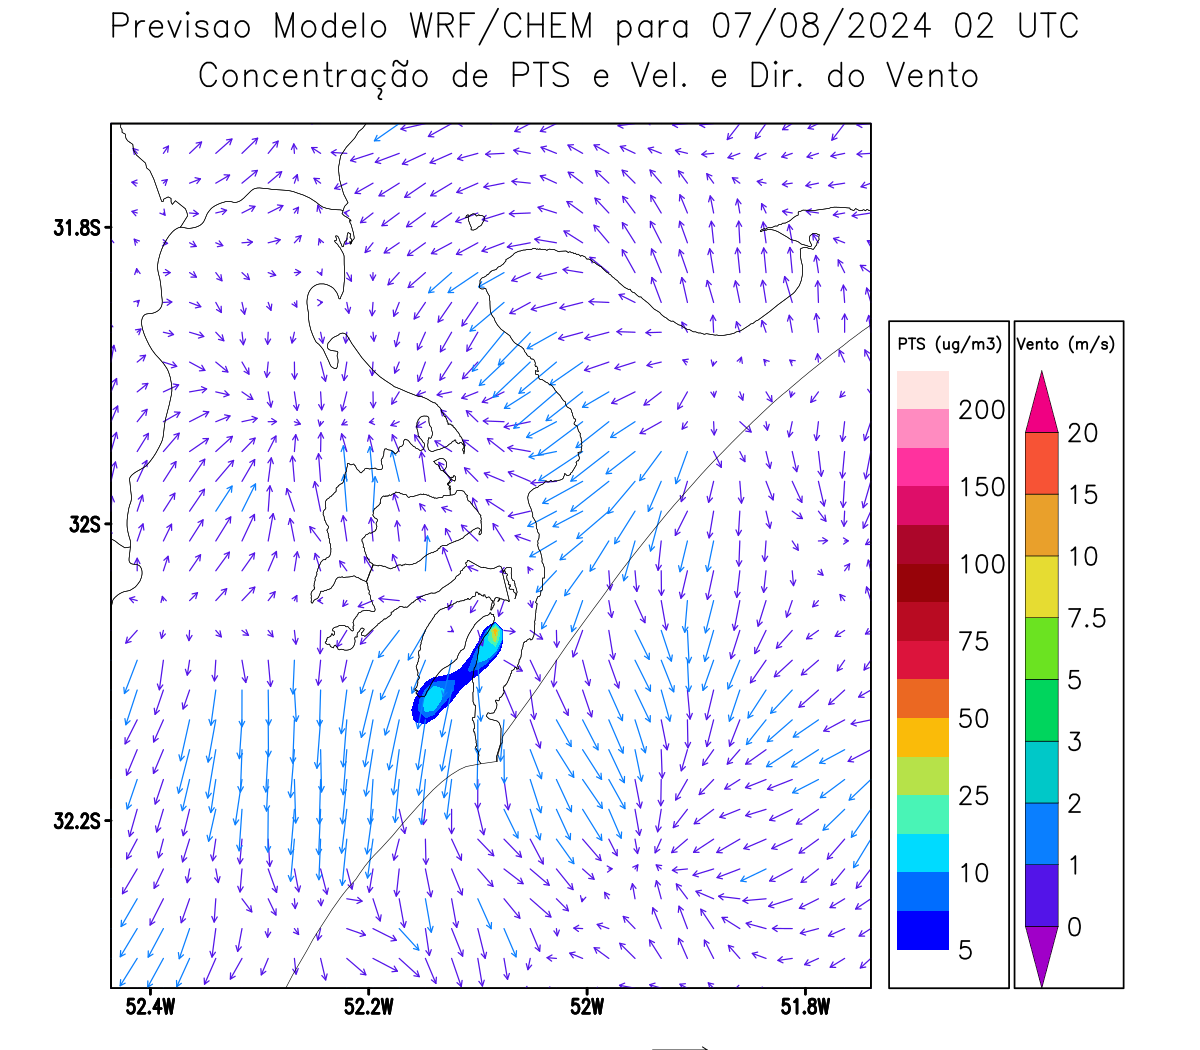 Previsao Modelo WRF/CHEM para 07/08/2024 02 UTC
Concentração de PTS e Vel. e Dir. do Vento
31.8S
32S
32.2S
52.4W 52.2W 52W 51.8W
PTS (ug/m3)
200
150
100
75
50
25
10
5
Vento (m/s)
20
15
10
7.5
5
3
2
1
0